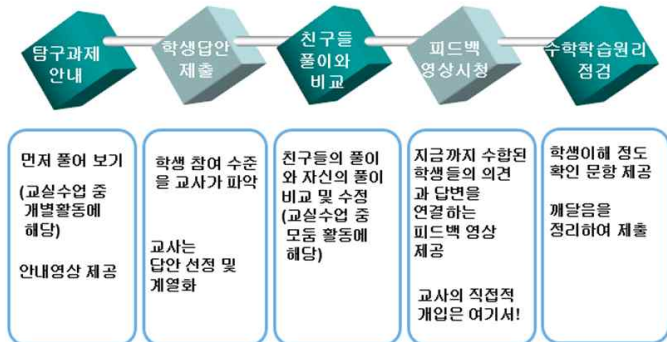 탐구과제
안내
학생답안
제출
친구들
풀이와
비교
피드백
영상시청
수학학습원리
점검
먼저 풀어 보기
(교실수업 중
개별활동에
해당)
안내영상 제공
학생 참여 수준
을 교사가 파악
교사는
답안 선정 및
계열화
친구들의 풀이
와 자신의 풀이
비교 및 수정
(교실수업 중
모둠 활동에
해당)
지금까지 수합된
학생들의 의견
과 답변을
연결하는
피드백 영상
제공
교사의 직접적
개입은 여기서!
학생이해 정도
확인 문항 제공
깨달음을
정리하여 제출